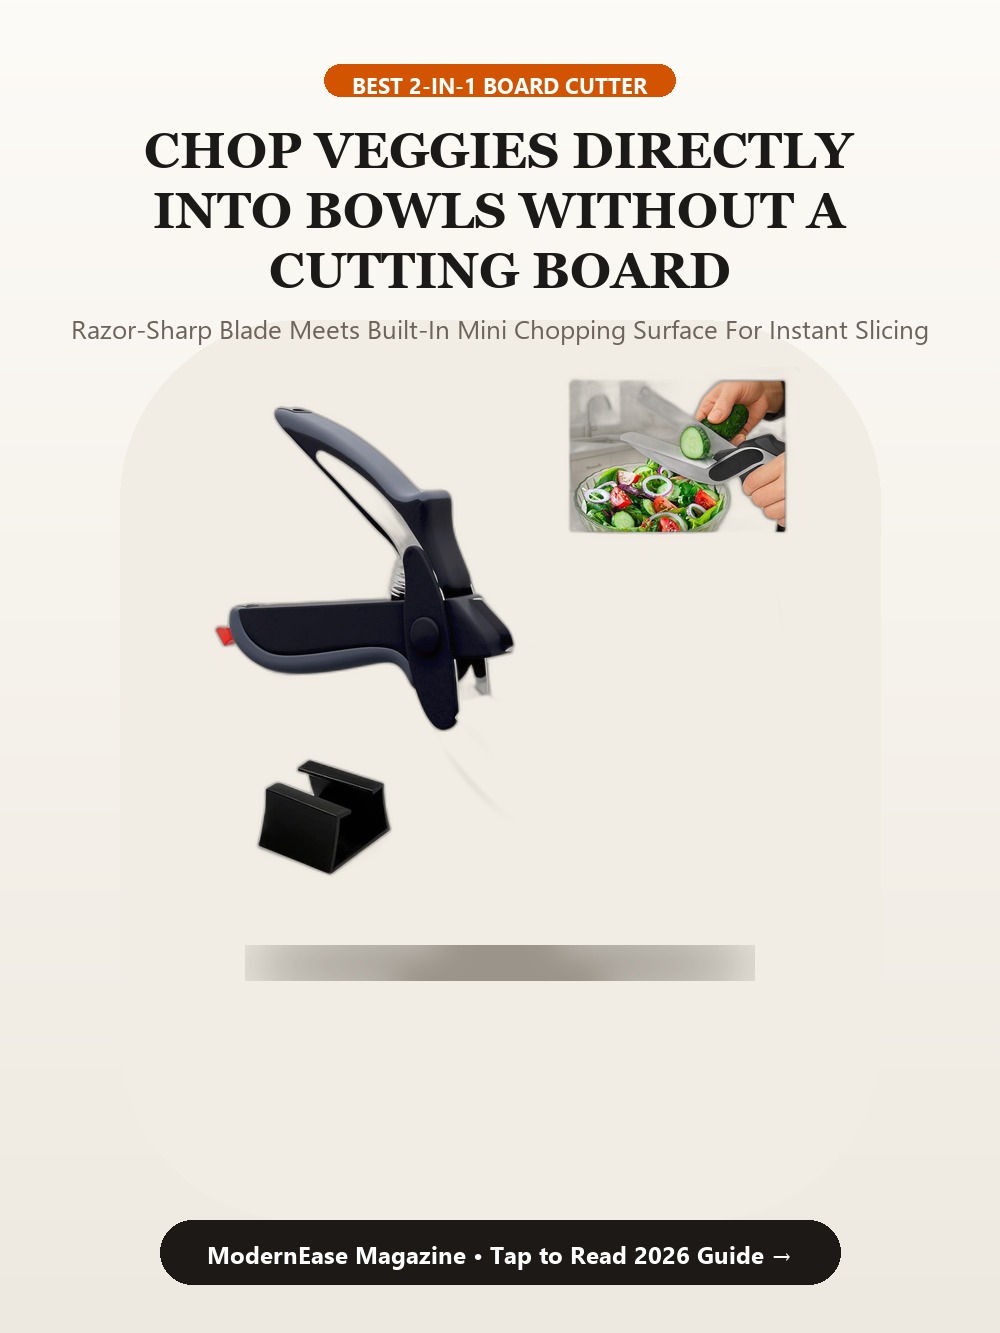 BEST 2-IN-1 BOARD CUTTER
CHOP VEGGIES DIRECTLY
INTO BOWLS WITHOUT A
CUTTING BOARD
Razor-Sharp Blade Meets Built-In Mini Chopping Surface For Instant Slicing
ModernEase Magazine • Tap to Read 2026 Guide →